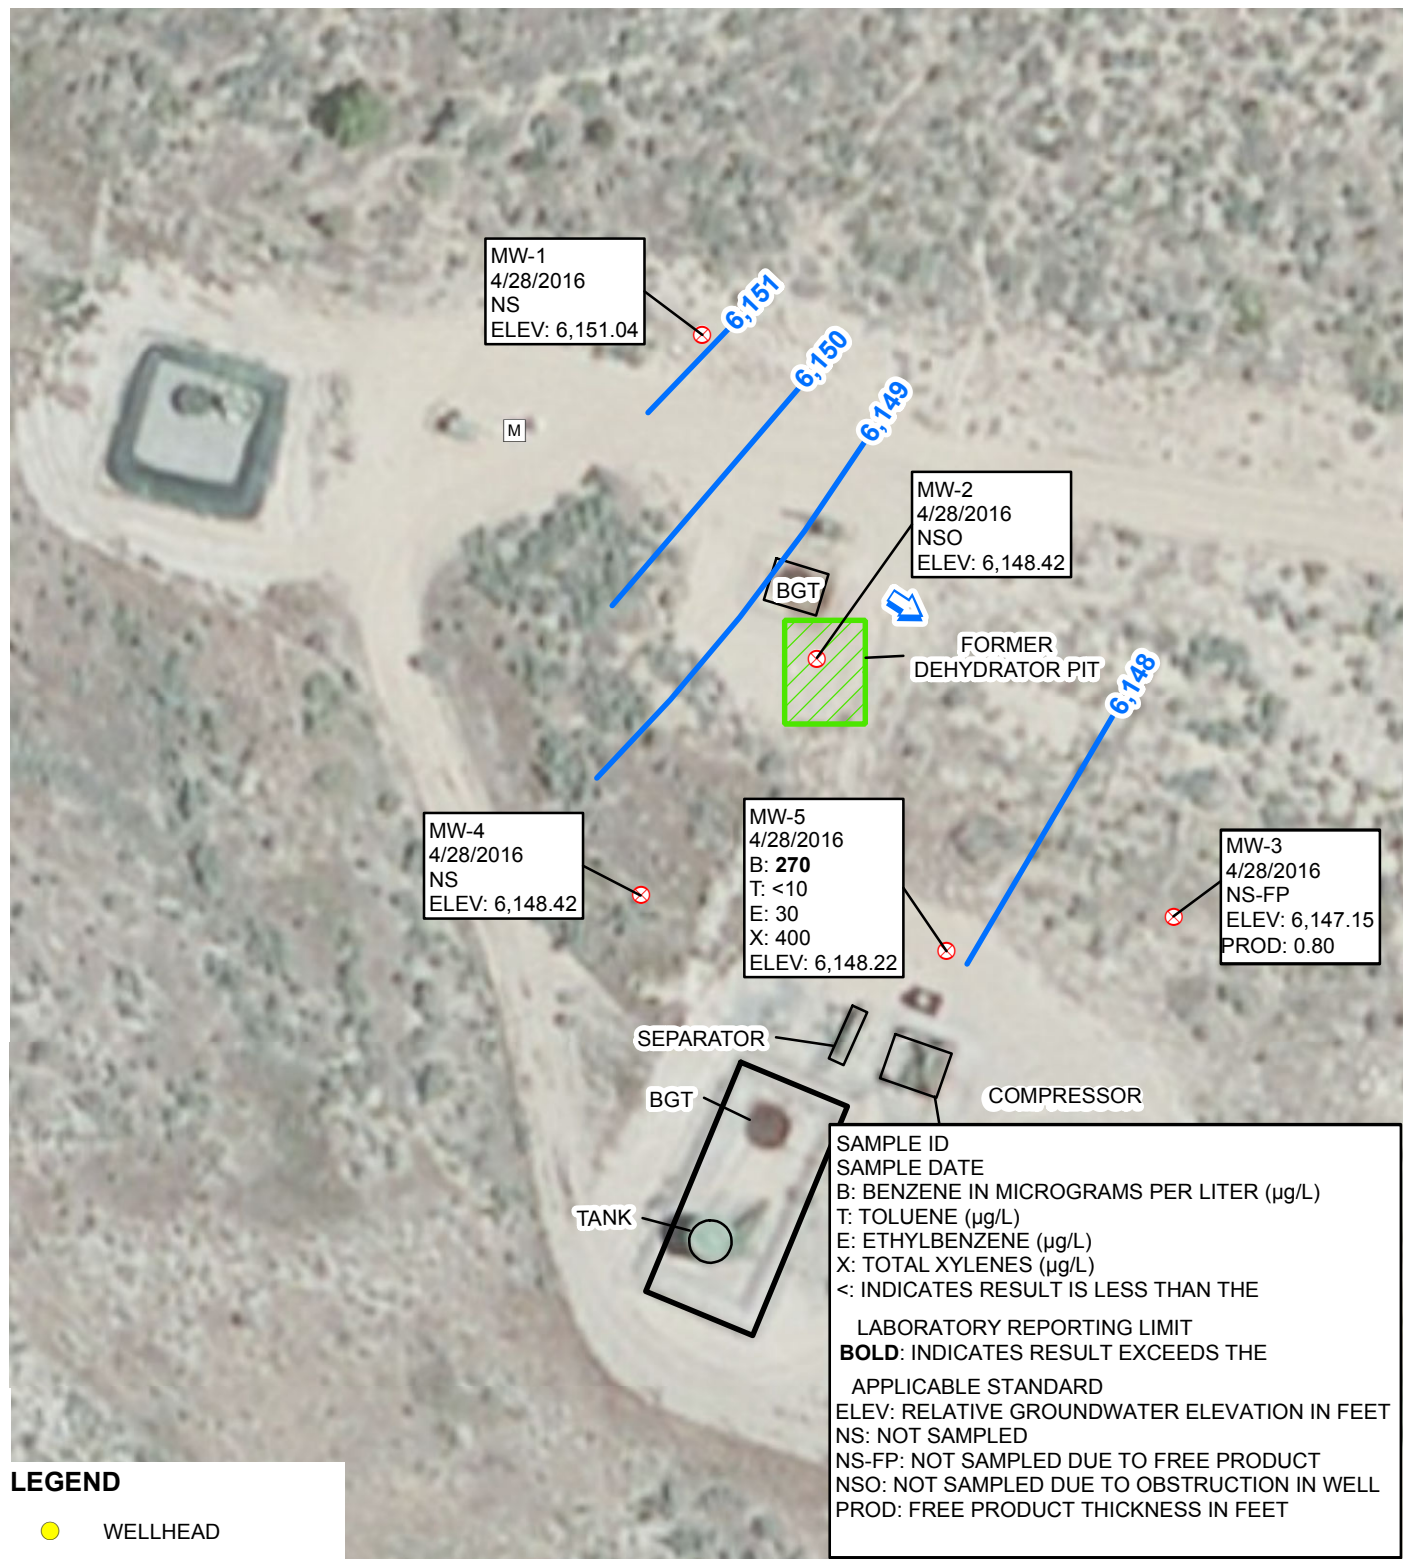 MW-1
4/28/2016
NS
ELEV: 6,151.04
6,151
6,150
6,149
M
MW-2
4/28/2016
NSO
ELEV: 6,148.42
BGT
FORMER
DEHYDRATOR PIT
6,148
MW-4
4/28/2016
NS
ELEV: 6,148.42
MW-5
4/28/2016
B: 270
T: <10
E: 30
X: 400
ELEV: 6,148.22
MW-3
4/28/2016
NS-FP
ELEV: 6,147.15
PROD: 0.80
SEPARATOR
BGT
COMPRESSOR
TANK
SAMPLE ID
SAMPLE DATE
B: BENZENE IN MICROGRAMS PER LITER (µg/L)
T: TOLUENE (µg/L)
E: ETHYLBENZENE (µg/L)
X: TOTAL XYLENES (µg/L)
<: INDICATES RESULT IS LESS THAN THE
LABORATORY REPORTING LIMIT
BOLD: INDICATES RESULT EXCEEDS THE
APPLICABLE STANDARD
ELEV: RELATIVE GROUNDWATER ELEVATION IN FEET
NS: NOT SAMPLED
NS-FP: NOT SAMPLED DUE TO FREE PRODUCT
NSO: NOT SAMPLED DUE TO OBSTRUCTION IN WELL
PROD: FREE PRODUCT THICKNESS IN FEET
LEGEND
WELLHEAD